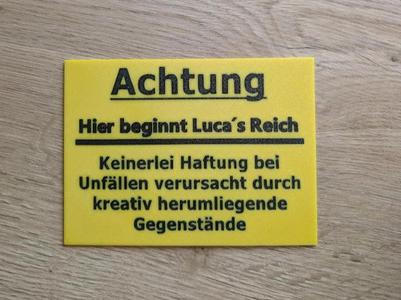 Achtung
Hier beginnt Luca´s Reich
Keinerlei Haftung bei
Unfällen verursacht durch
kreativ herumliegende
Gegenstände